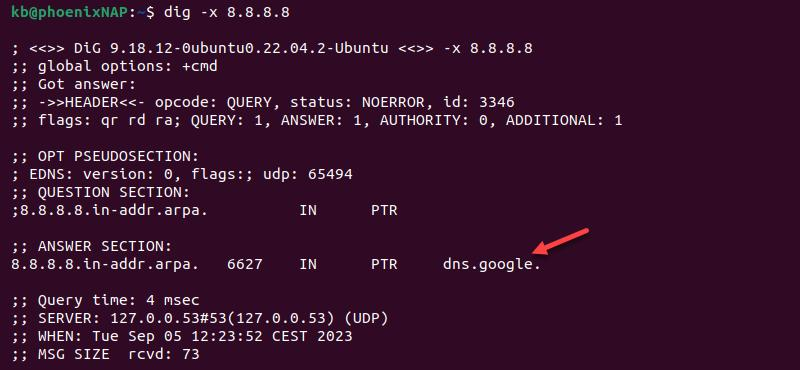 kb@phoenixNAP:~$ dig -x 8.8.8.8
; <<>> DiG 9.18.12-0ubuntu0.22.04.2-Ubuntu <<>> -x 8.8.8.8
;; global options: +cmd
;; Got answer:
;; ->>HEADER<<- opcode: QUERY, status: NOERROR, id: 3346
;; flags: qr rd ra; QUERY: 1, ANSWER: 1, AUTHORITY: 0, ADDITIONAL: 1
;; OPT PSEUDOSECTION:
; EDNS: version: 0, flags:; udp: 65494
;; QUESTION SECTION:
;8.8.8.8.in-addr.arpa. IN PTR
;; ANSWER SECTION:
8.8.8.8.in-addr.arpa. 6627 IN PTR dns.google.
;; Query time: 4 msec
;; SERVER: 127.0.0.53#53(127.0.0.53) (UDP)
;; WHEN: Tue Sep 05 12:23:52 CEST 2023
;; MSG SIZE rcvd: 73